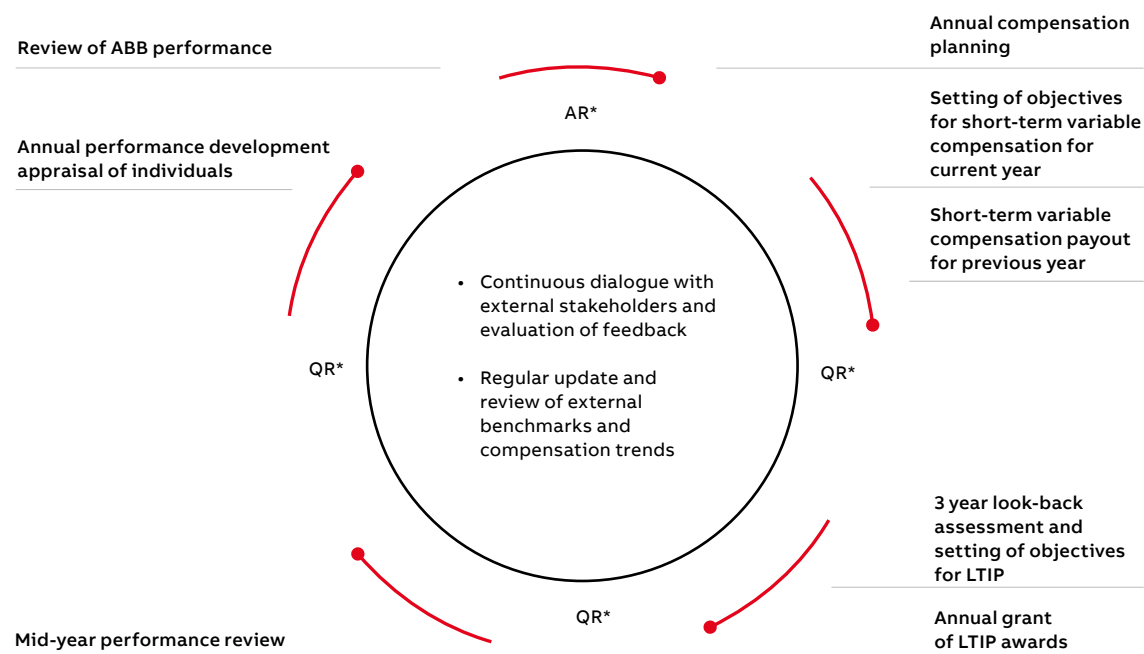 Review of ABB performance
Annual performance development
appraisal of individuals
Mid-year performance review
AR*
QR*
QR*
QR*
• Continuous dialogue with
external stakeholders and
evaluation of feedback
• Regular update and
review of external
benchmarks and
compensation trends
Annual compensation
planning
Setting of objectives
for short-term variable
compensation for
current year
Short-term variable
compensation payout
for previous year
3 year look-back
assessment and
setting of objectives
for LTIP
Annual grant
of LTIP awards